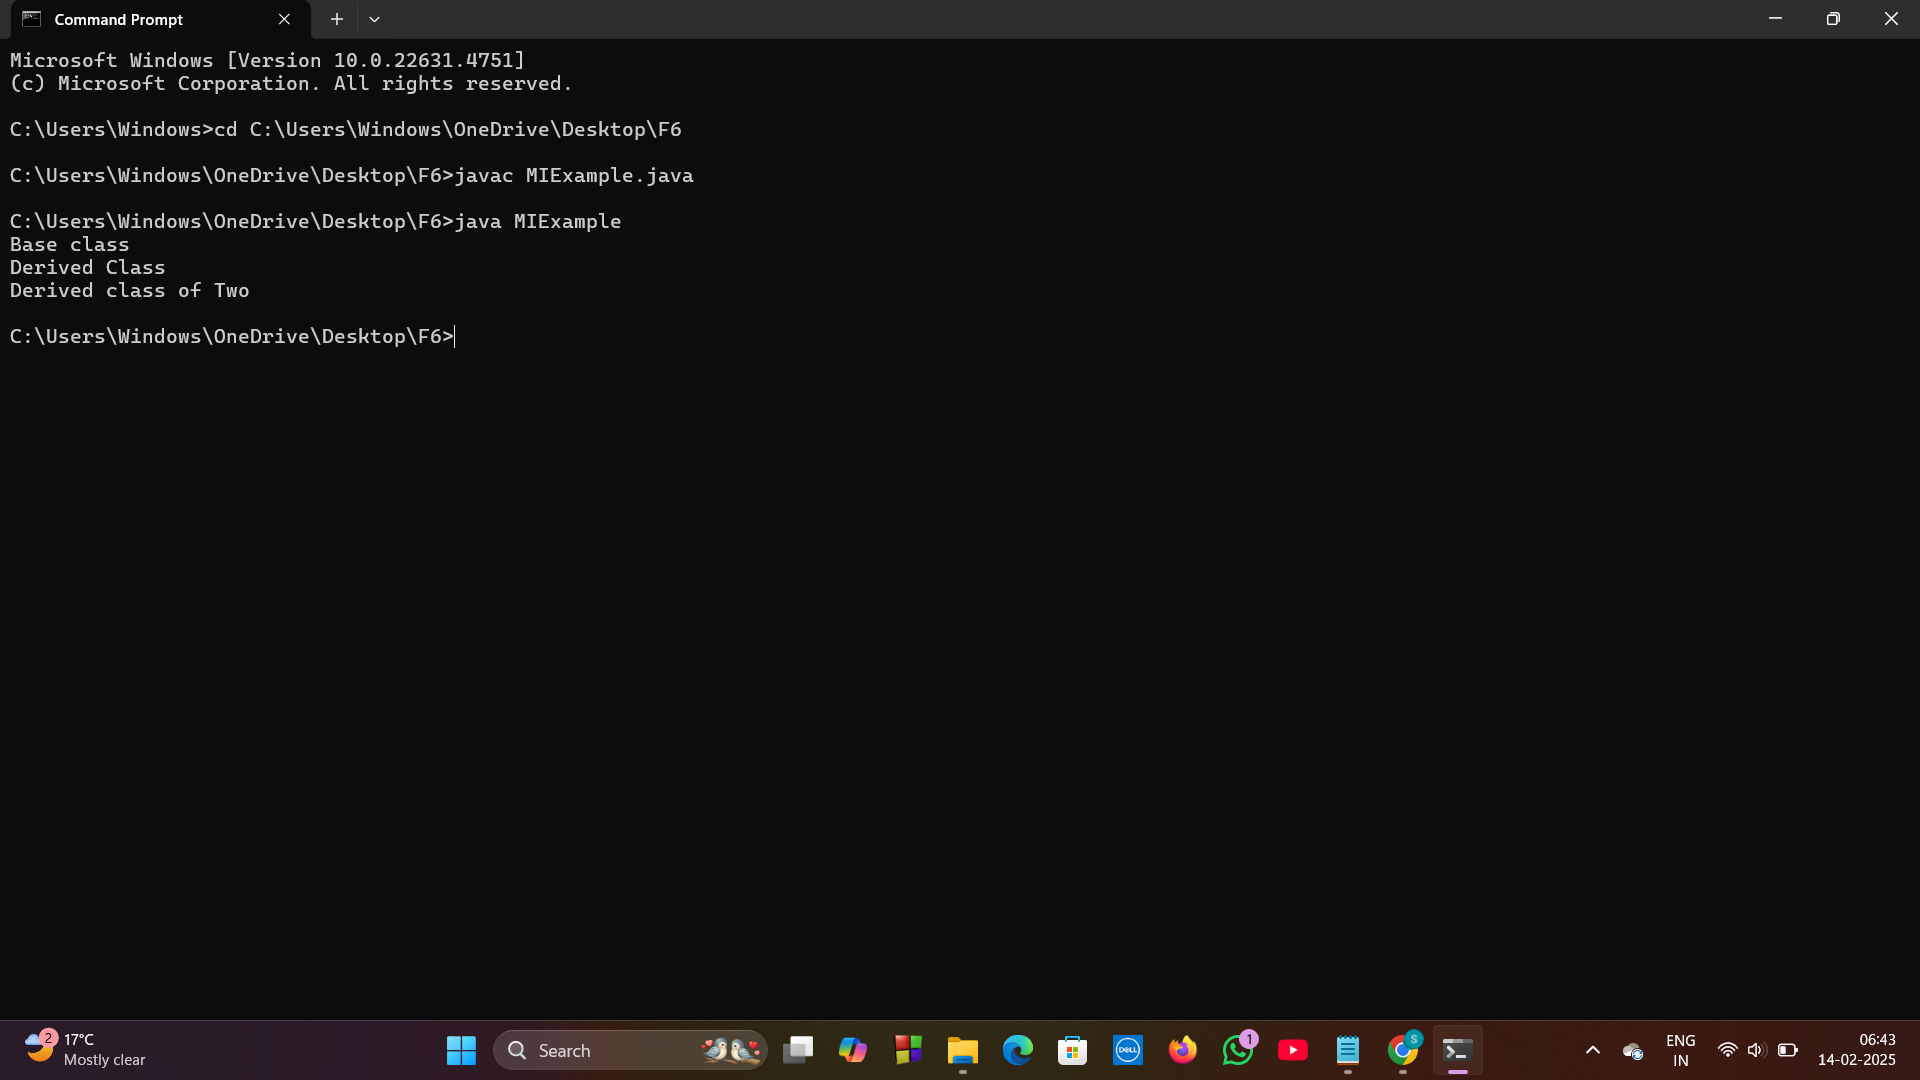 Command Prompt
Microsoft Windows [Version 10.0.22631.4751]
(c) Microsoft Corporation. All rights reserved.
C:\Users\Windows>cd C:\Users\Windows\OneDrive\Desktop\F6
C:\Users\Windows\OneDrive\Desktop\F6>javac MIExample.java
C:\Users\Windows\OneDrive\Desktop\F6>java MIExample
Base class
Derived Class
Derived class of Two
C:\Users\Windows\OneDrive\Desktop\F6>
2
17°C
Mostly clear
Search
DELL
1
S
ENG
IN
06:43
14-02-2025